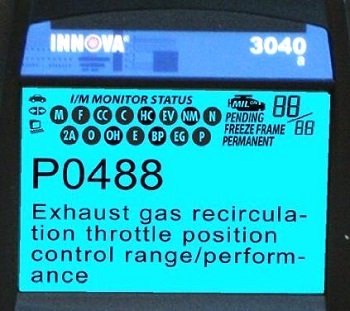 INNOVA®
3040
a
I/M MONITOR STATUS
M F CC C HC EV NM N
2A O OH E BP EG P
MIL ON
PENDING
FREEZE FRAME
PERMANENT
88/88
P0488
Exhaust gas recircula-
tion throttle position
control range/perform-
ance